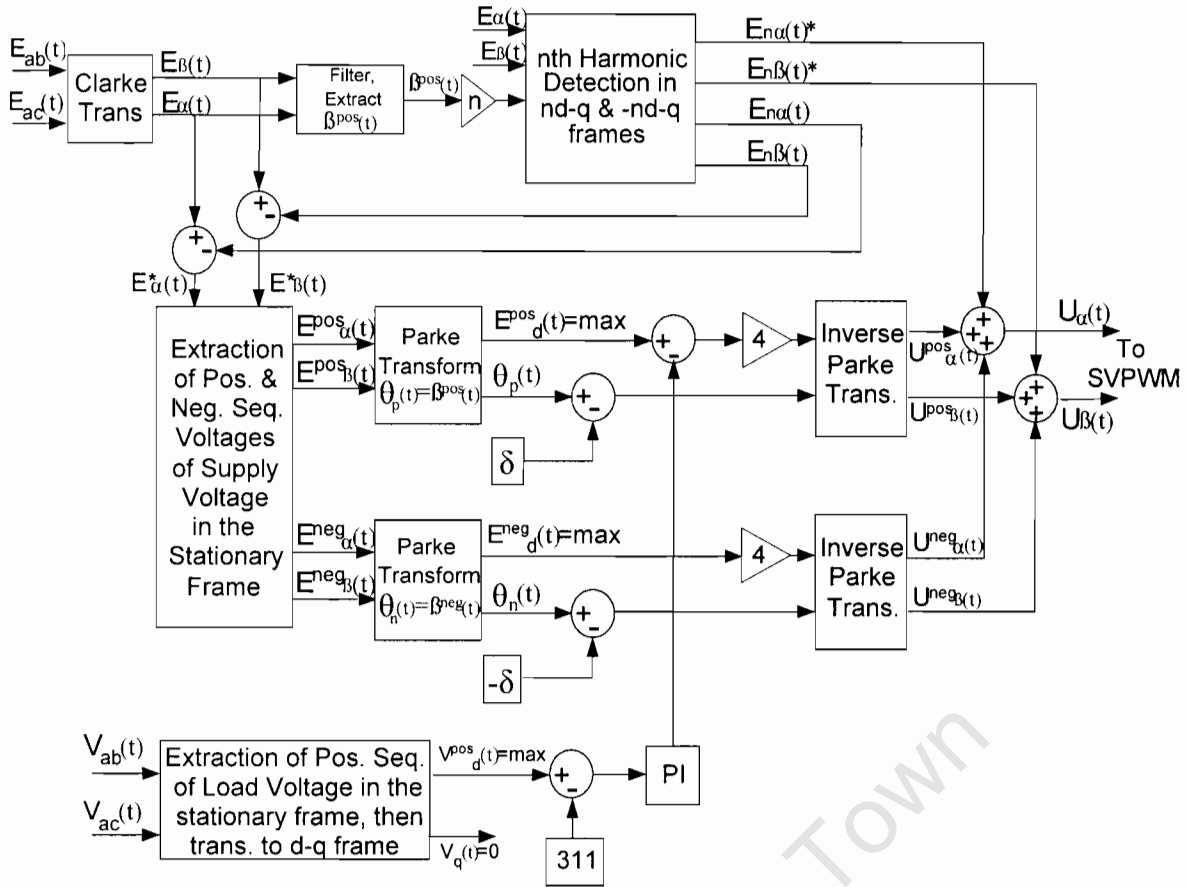 E_ab(t)
E_ac(t)
Clarke
Trans
Eß(t)
Eα(t)
Filter,
Extract
ßᵖᵒˢ(t)
ßᵖᵒˢ(t)
n
Eα(t)
Eß(t)
nth Harmonic
Detection in
nd-q & -nd-q
frames
Enα(t)*
Enß(t)*
Enα(t)
Enß(t)
+
-
+
-
E*α(t)
E*ß(t)
Extraction
of Pos. &
Neg. Seq.
Voltages
of Supply
Voltage
in the
Stationary
Frame
Eᵖᵒˢα(t)
Eᵖᵒˢß(t)
Parke
Transform
θp(t)=ßᵖᵒˢ(t)
Eᵖᵒˢd(t)=max
θp(t)
+
-
δ
+
-
4
Inverse
Parke
Trans.
Uᵖᵒˢα(t)
Uᵖᵒˢß(t)
+
+
+
+
+
+
Uα(t)
To
SVPWM
Uß(t)
Eⁿᵉᵍα(t)
Eⁿᵉᵍß(t)
Parke
Transform
θn(t)=ßⁿᵉᵍ(t)
Eⁿᵉᵍd(t)=max
θn(t)
+
-
-δ
4
Inverse
Parke
Trans.
Uⁿᵉᵍα(t)
Uⁿᵉᵍß(t)
V_ab(t)
V_ac(t)
Extraction of Pos. Seq.
of Load Voltage in the
stationary frame, then
trans. to d-q frame
Vᵖᵒˢd(t)=max
Vq(t)=0
+
-
311
PI
Town